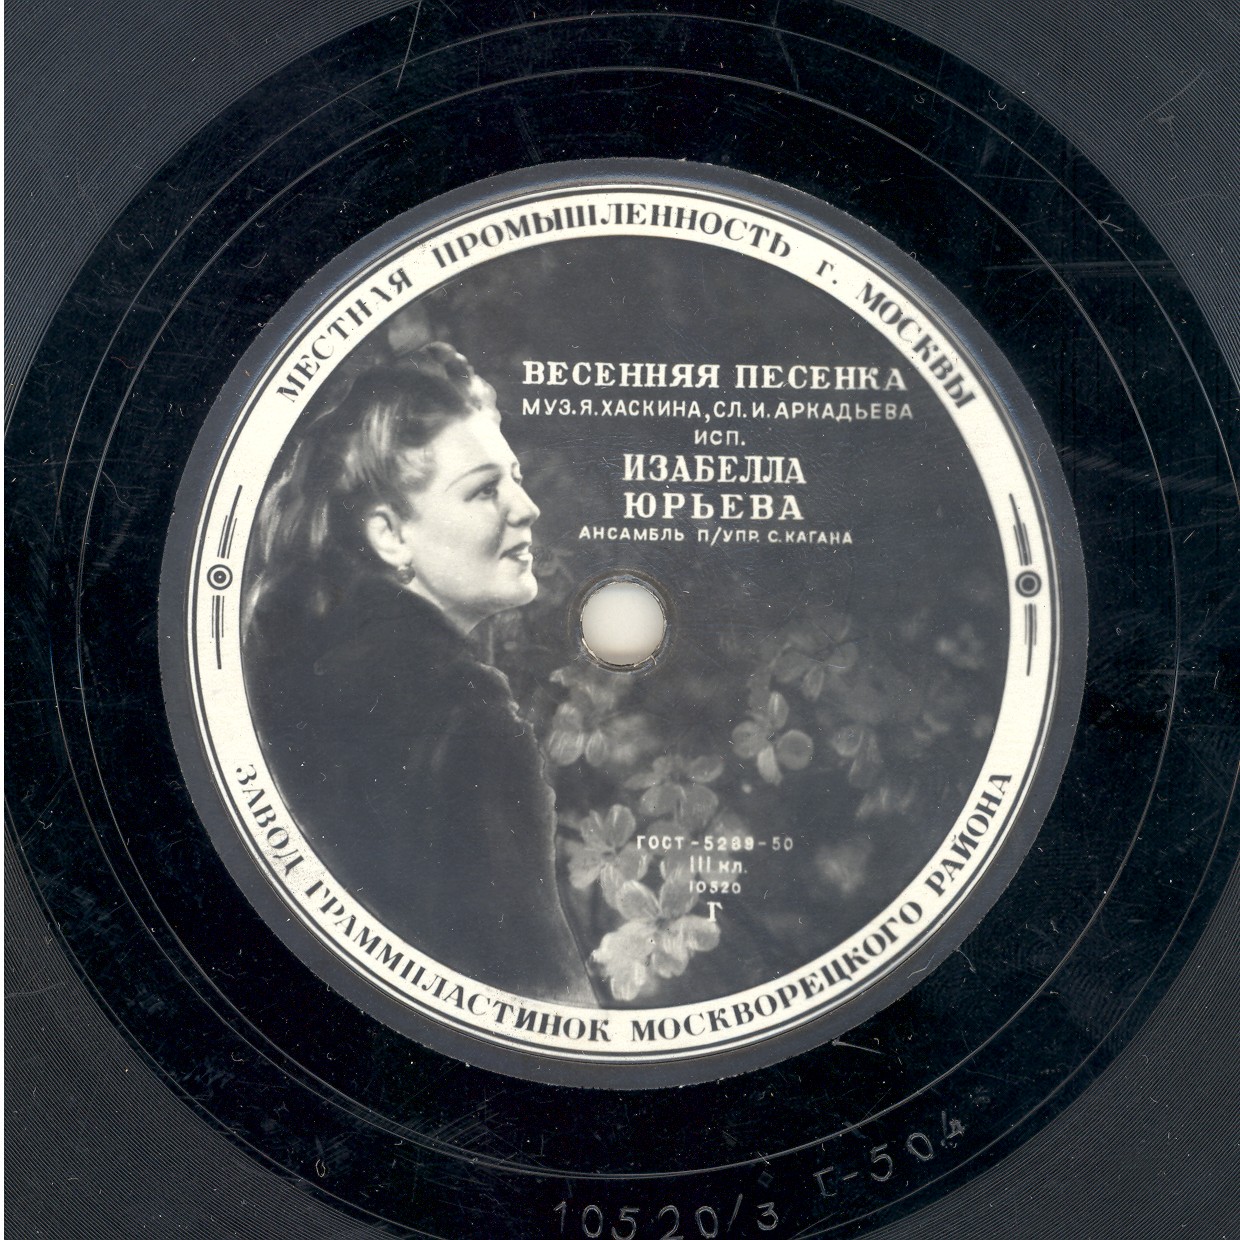 МЕСТНАЯ ПРОМЫШЛЕННОСТЬ г. МОСКВЫ
ВЕСЕННЯЯ ПЕСЕНКА
МУЗ. Я. ХАСКИНА, СЛ. И. АРКАДЬЕВА
ИСП.
ИЗАБЕЛЛА
ЮРЬЕВА
АНСАМБЛЬ П/УПР. С. КАГАНА
ГОСТ-5289-50
III КЛ.
10520
Г
ЗАВОД ГРАММПЛАСТИНОК МОСКВОРЕЦКОГО РАЙОНА
10520/3 Г-504